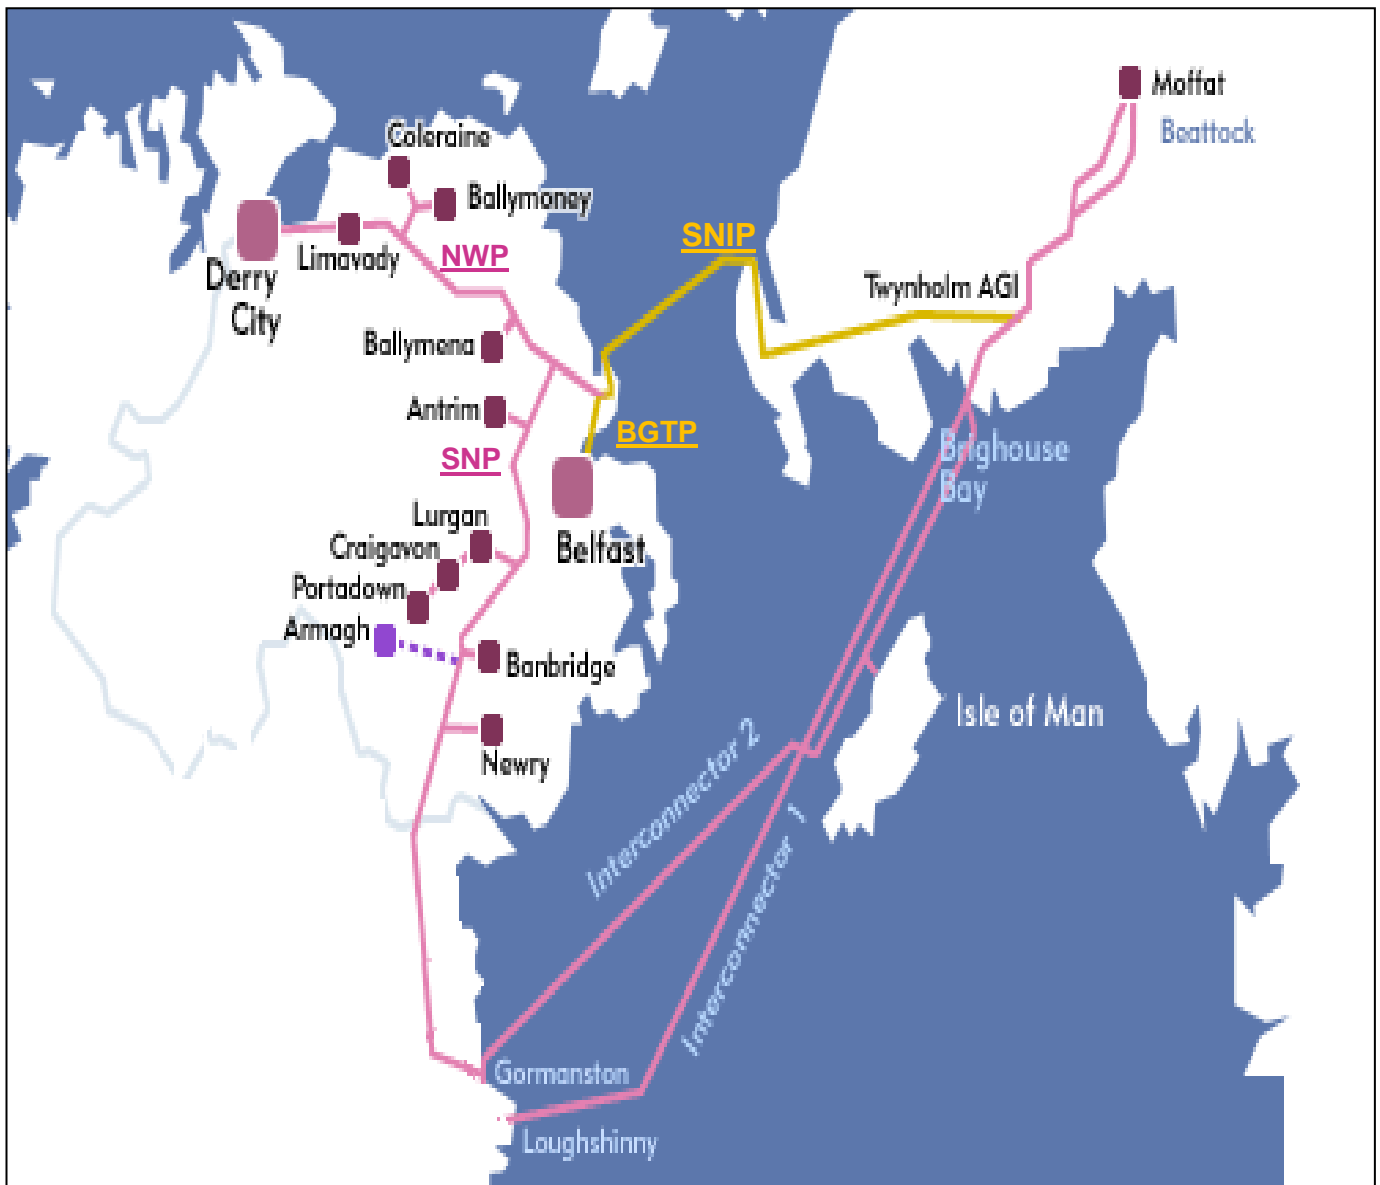 Moffat
Beattock
Coleraine
Ballymoney
SNIP
NWP
Limavady
Derry
City
Twynholm AGI
Ballymena
Antrim
BGTP
SNP
Brighouse
Bay
Lurgan
Craigavon
Belfast
Portadown
Armagh
Banbridge
Isle of Man
Newry
Interconnector 2
Interconnector 1
Gormanston
Loughshinny